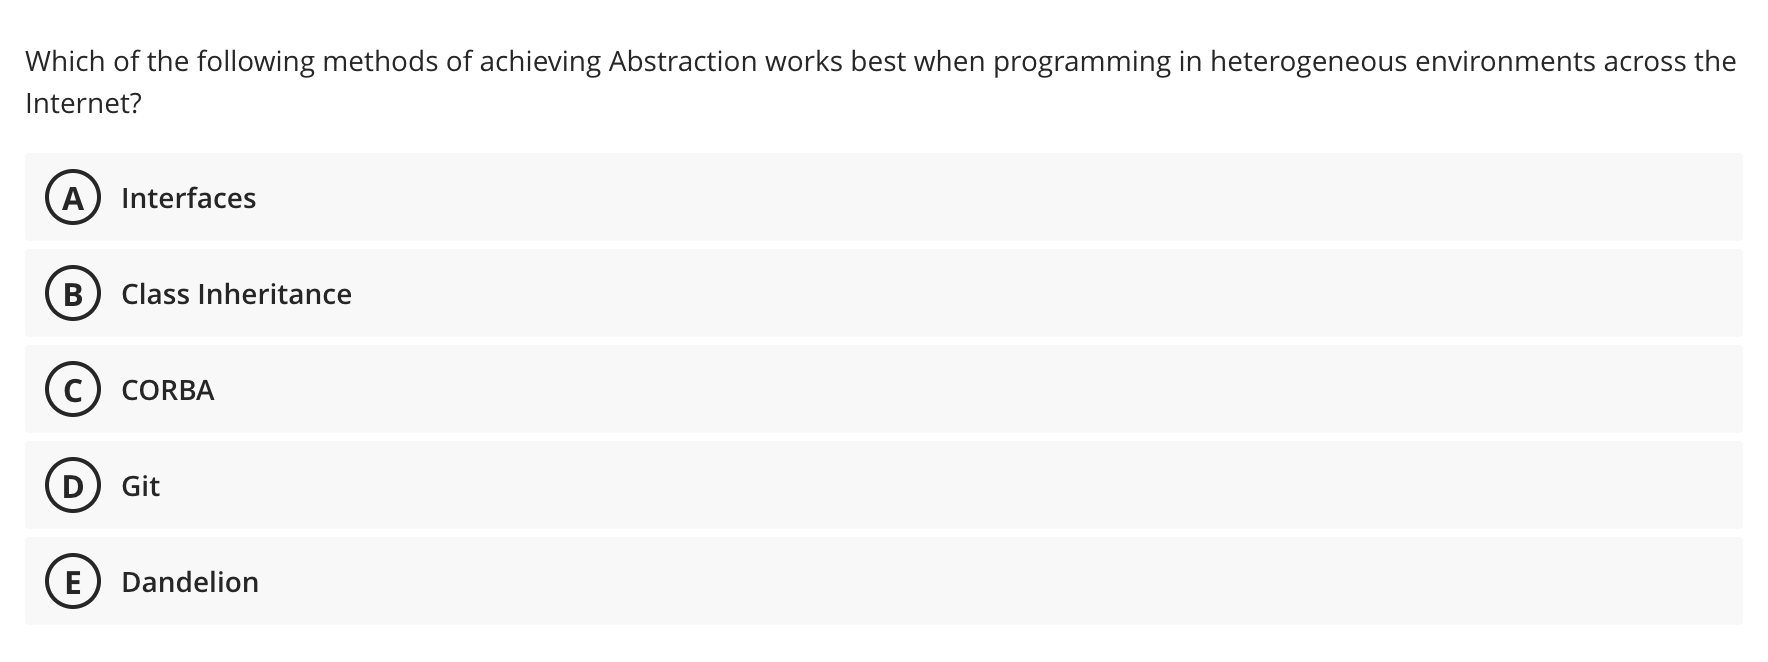 Which of the following methods of achieving Abstraction works best when programming in heterogeneous environments across the
Internet?
A Interfaces
B Class Inheritance
C CORBA
D Git
E Dandelion